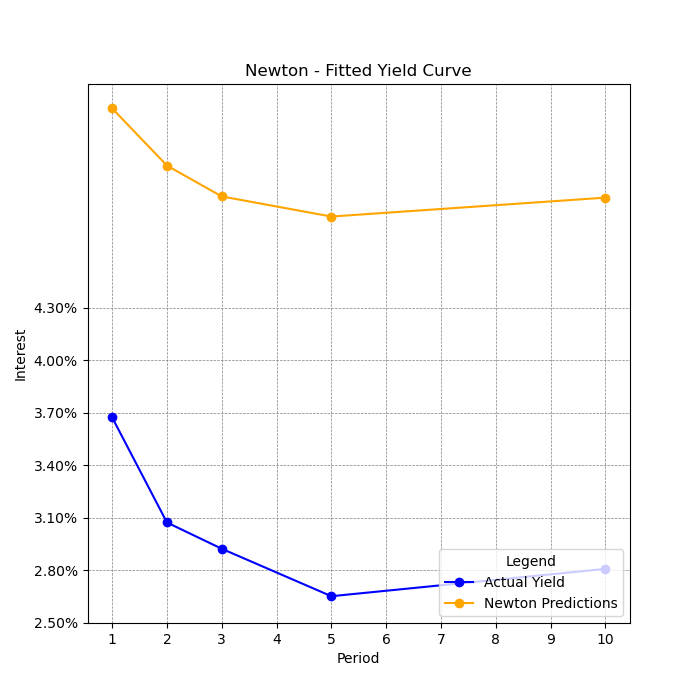 Newton - Fitted Yield Curve
Interest
4.30%
4.00%
3.70%
3.40%
3.10%
2.80%
2.50%
Legend
Actual Yield
Newton Predictions
1 2 3 4 5 6 7 8 9 10
Period